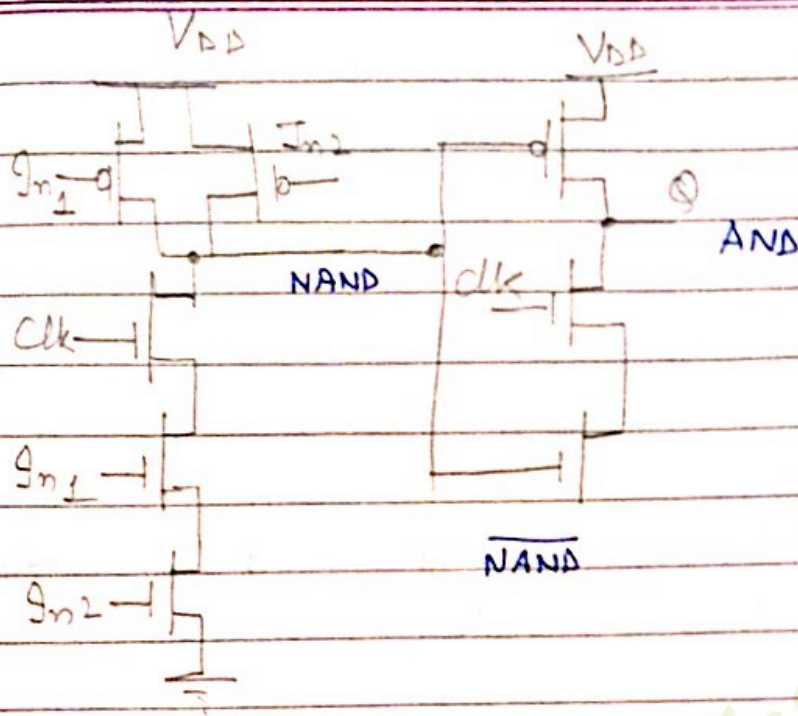 VDD
VDD
In1
In2
Q
AND
NAND
Clk
Clk
In1
NAND
In2